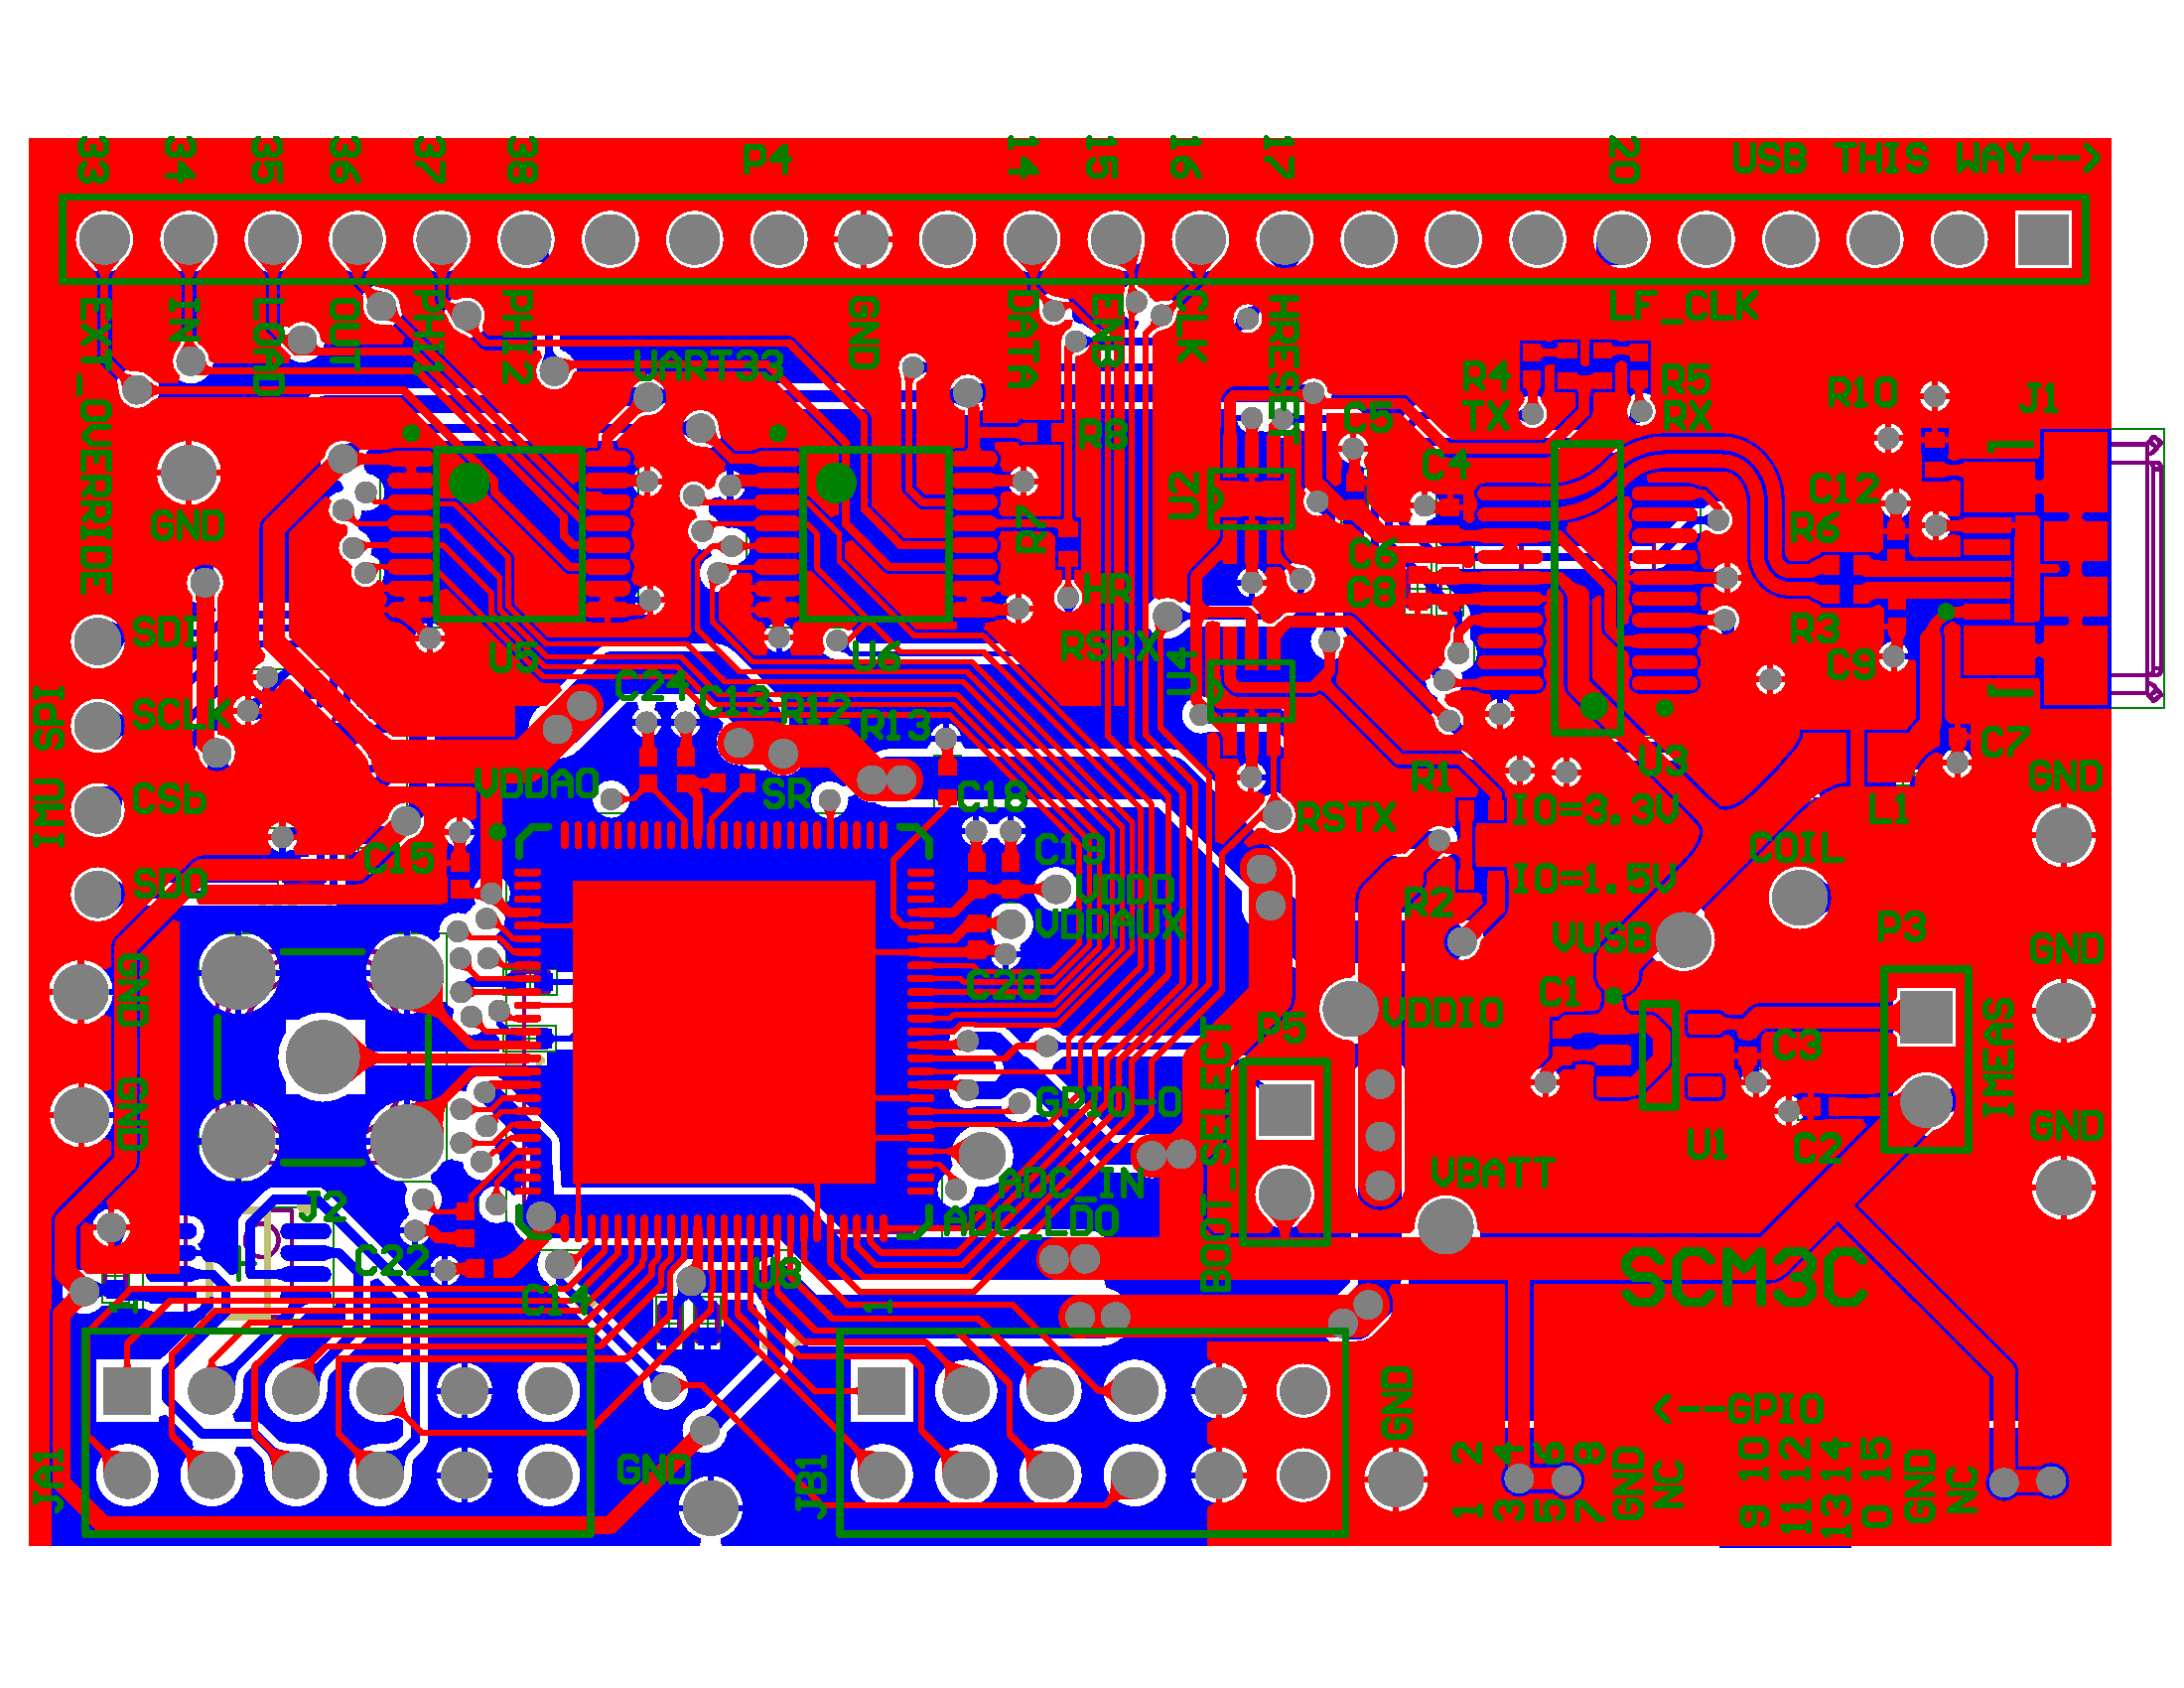 33 34 35 36 37 38 P4 14 15 16 17 20 USB THIS WAY-->
EXT_OVERRIDE IN LOAD OUT PHI1 PHI2 GND DATA ENB CLK HRESET LF_CLK
UART33
R4 R5 R10 J1
TX RX
C5
R8
C4
U2
C12
GND
R7
R6
C6
HR
C8
SDI
RSRX
R3
U5 U6
C9
U4
IMU SPI
C24
C13
R12
R13
SCLK
C7
U3
VDDAO
SR
R1
GND
CSb
C18
IO=3.3V
L1
RSTX
C15
C19
COIL
SDO
VDDD
IO=1.5V
R2
VDDAUX
P3
VUSB
GND
GND
C20
C1
VDDIO
P5
C3
IMEAS
GND
GPIO-0
BOOT_SELECT
GND
U1
C2
ADC_IN
VBATT
J2
ADC_LDO
C22
U8
SCM3C
C14
1
1
GND
<--GPIO
JA1
GND
JB1
1 2
3 4
5 6
7 8
GND
NC
9 10
11 12
13 14
0 15
GND
NC